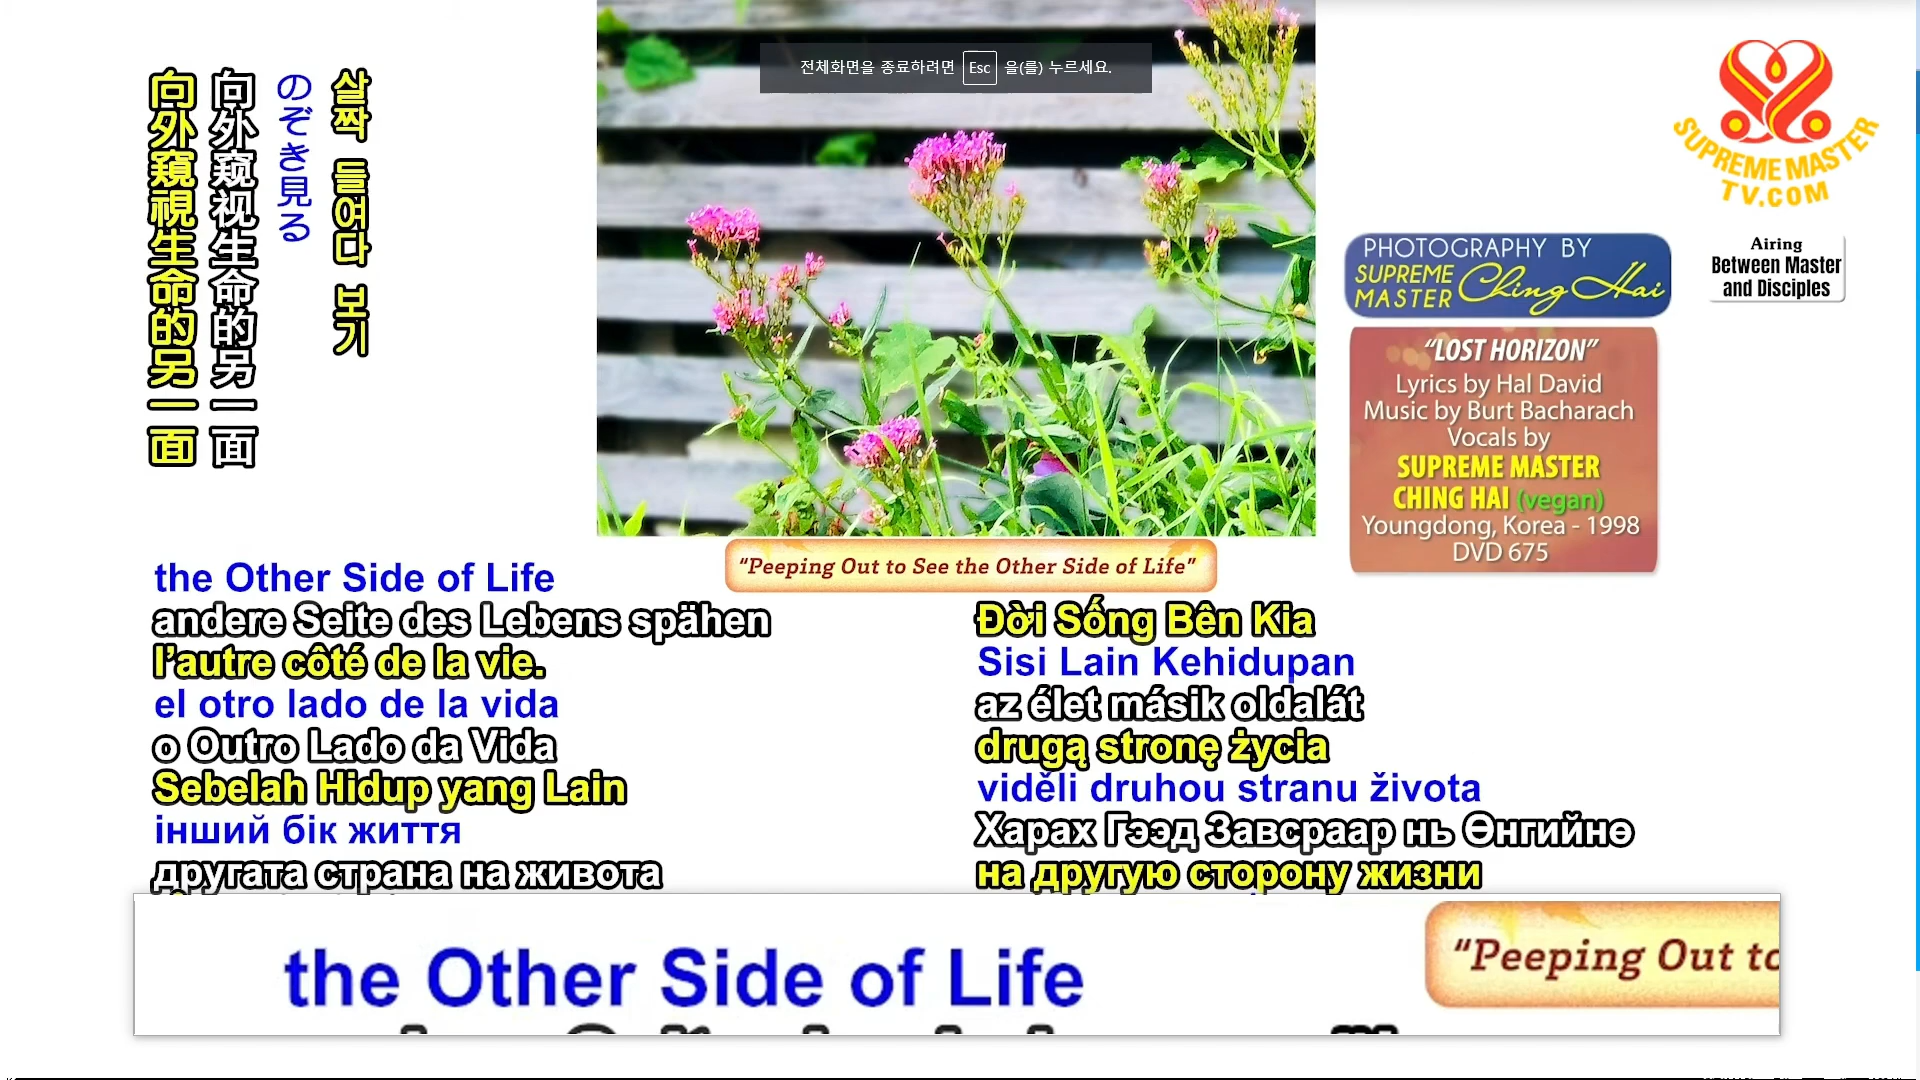 전체화면을 종료하려면 Esc 을(를) 누르세요.
살짝 들여다 보기
のぞき見る
向外窥视生命的另一面
向外窺視生命的另一面
SUPREME MASTER
TV.COM
PHOTOGRAPHY BY
SUPREME
MASTER Ching Hai
Airing
Between Master
and Disciples
“LOST HORIZON”
Lyrics by Hal David
Music by Burt Bacharach
Vocals by
SUPREME MASTER
CHING HAI (vegan)
Youngdong, Korea - 1998
DVD 675
“Peeping Out to See the Other Side of Life”
the Other Side of Life
andere Seite des Lebens spähen
l’autre côté de la vie.
el otro lado de la vida
o Outro Lado da Vida
Sebelah Hidup yang Lain
інший бік життя
другата страна на живота
Đời Sống Bên Kia
Sisi Lain Kehidupan
az élet másik oldalát
drugą stronę życia
viděli druhou stranu života
Харах Гээд Завсраар нь Өнгийнө
на другую сторону жизни
the Other Side of Life
“Peeping Out to